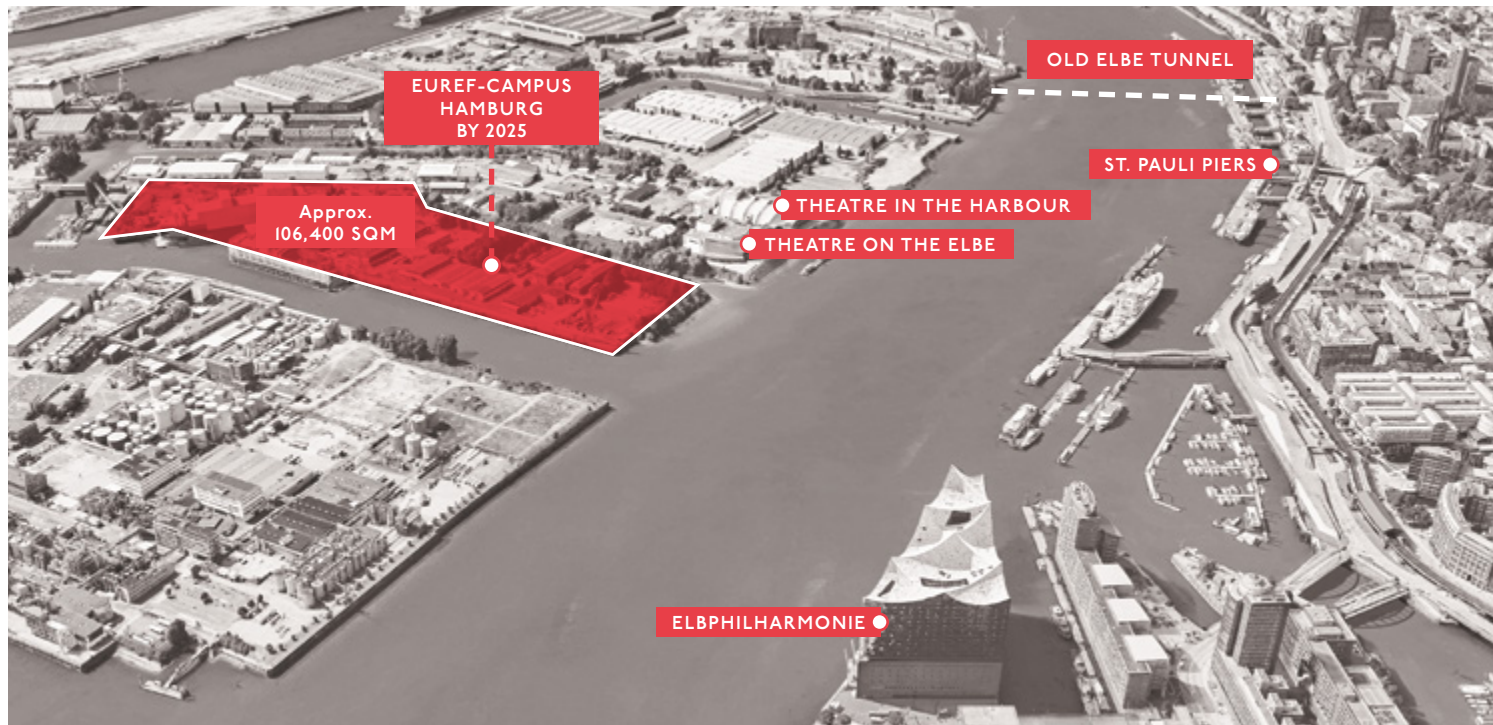 OLD ELBE TUNNEL
EUREF-CAMPUS
HAMBURG
BY 2025
ST. PAULI PIERS
THEATRE IN THE HARBOUR
Approx.
106,400 SQM
THEATRE ON THE ELBE
ELBPHILHARMONIE